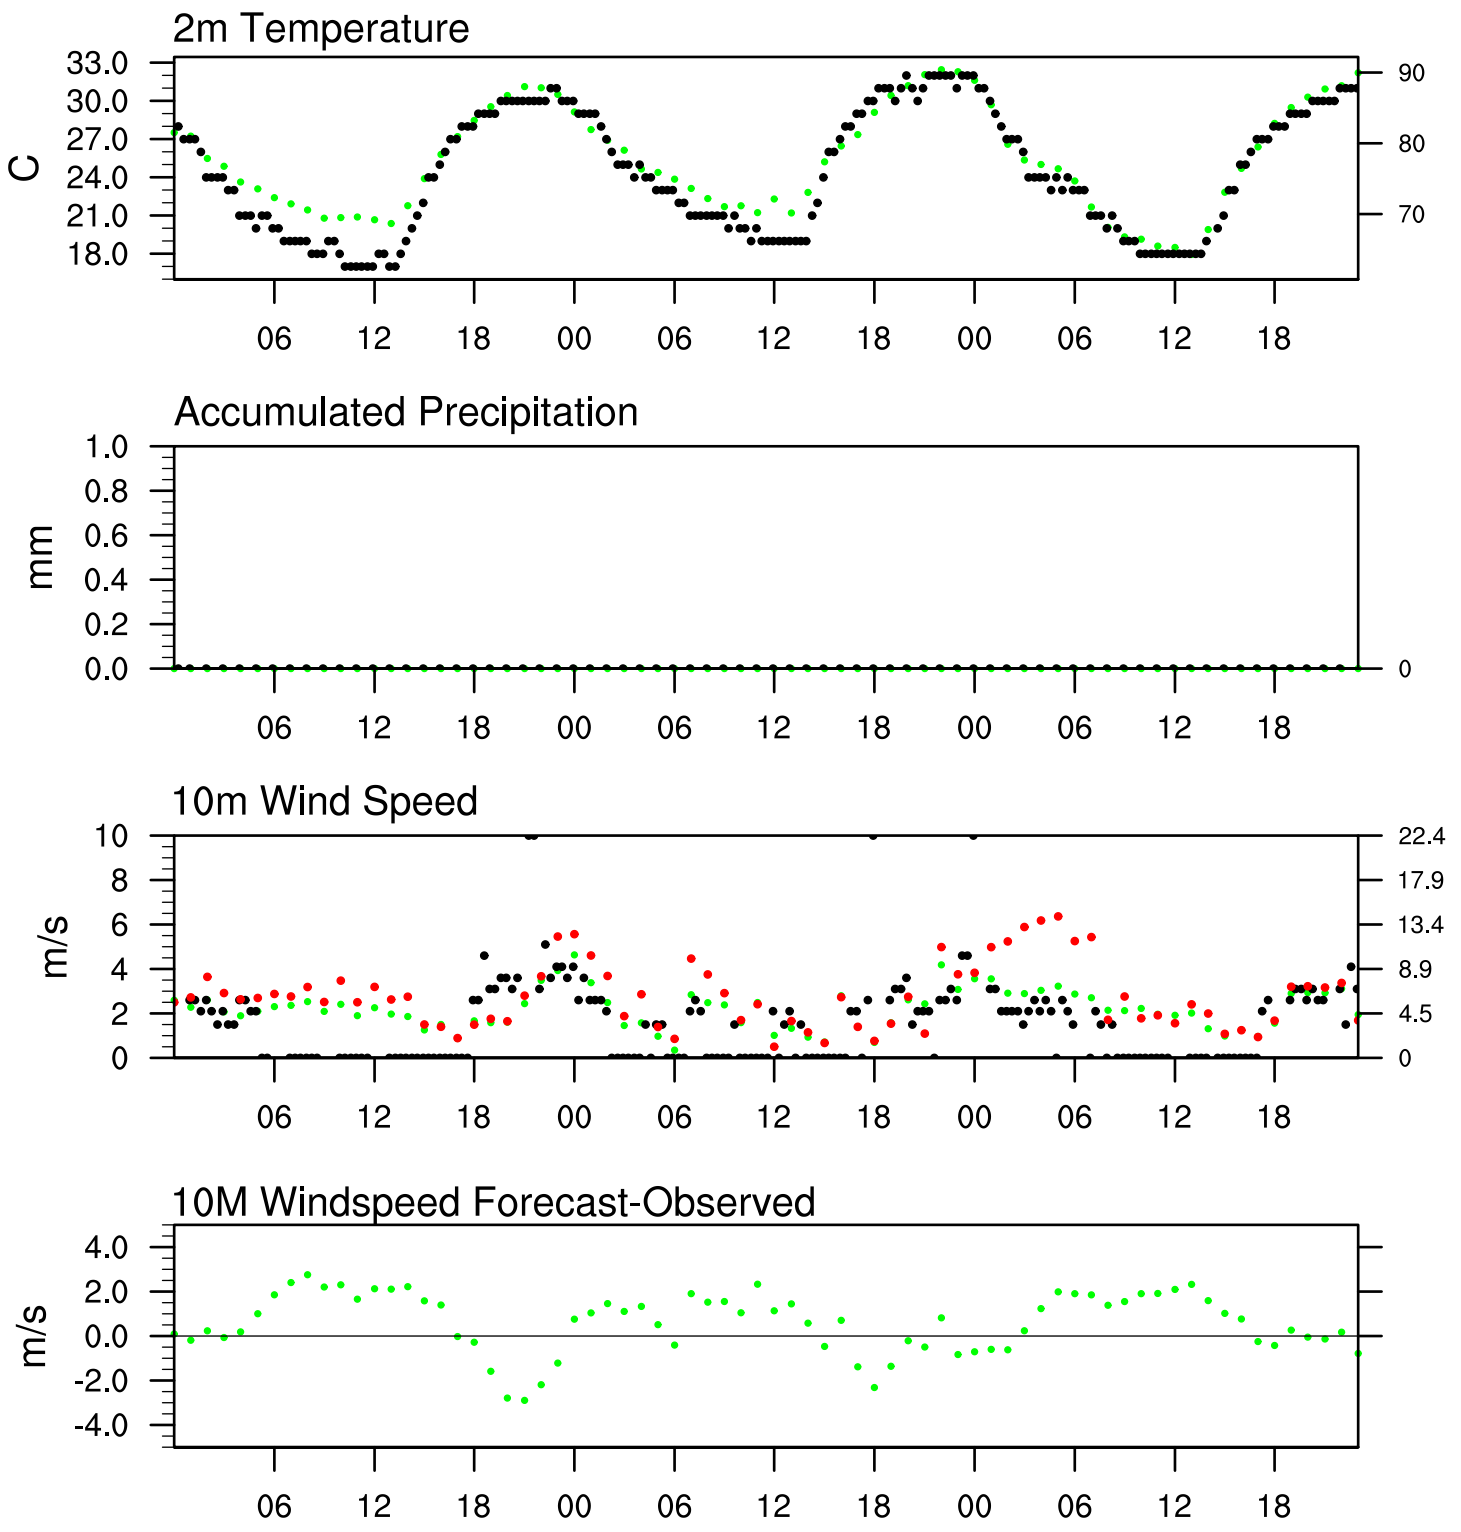 2m Temperature
33.0
30.0
27.0
24.0
21.0
18.0
C
90
80
70
06 12 18 00 06 12 18 00 06 12 18
Accumulated Precipitation
1.0
0.8
0.6
0.4
0.2
0.0
mm
0
06 12 18 00 06 12 18 00 06 12 18
10m Wind Speed
10
8
6
4
2
0
m/s
22.4
17.9
13.4
8.9
4.5
0
06 12 18 00 06 12 18 00 06 12 18
10M Windspeed Forecast-Observed
4.0
2.0
0.0
-2.0
-4.0
m/s
06 12 18 00 06 12 18 00 06 12 18